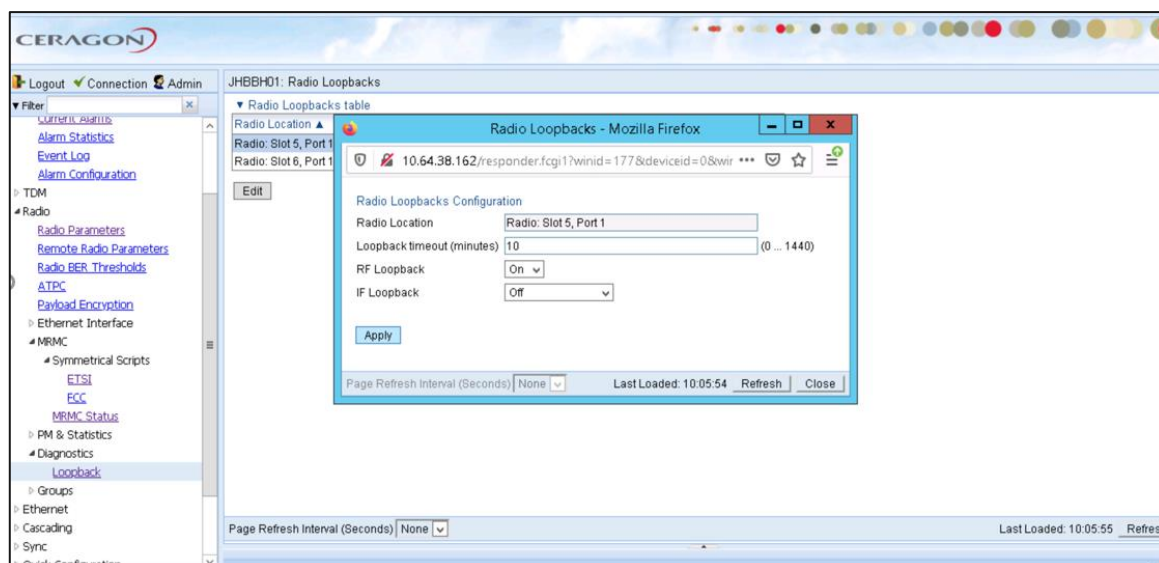 CERAGON
Logout Connection Admin
Filter
Current Alarms
Alarm Statistics
Event Log
Alarm Configuration
TDM
Radio
Radio Parameters
Remote Radio Parameters
Radio BER Thresholds
ATPC
Payload Encryption
Ethernet Interface
MRMC
Symmetrical Scripts
ETSI
FCC
MRMC Status
PM & Statistics
Diagnostics
Loopback
Groups
Ethernet
Cascading
Sync
Quick Configuration
JHBBH01: Radio Loopbacks
Radio Loopbacks table
Radio Location ▲
Radio: Slot 5, Port 1
Radio: Slot 6, Port 1
Edit
Radio Loopbacks - Mozilla Firefox
10.64.38.162/responder.fcgi1?winid=177&deviceid=0&wir
Radio Loopbacks Configuration
Radio Location Radio: Slot 5, Port 1
Loopback timeout (minutes) 10 (0 ... 1440)
RF Loopback On
IF Loopback Off
Apply
Page Refresh Interval (Seconds) None Last Loaded: 10:05:54 Refresh Close
Page Refresh Interval (Seconds) None Last Loaded: 10:05:55 Refres